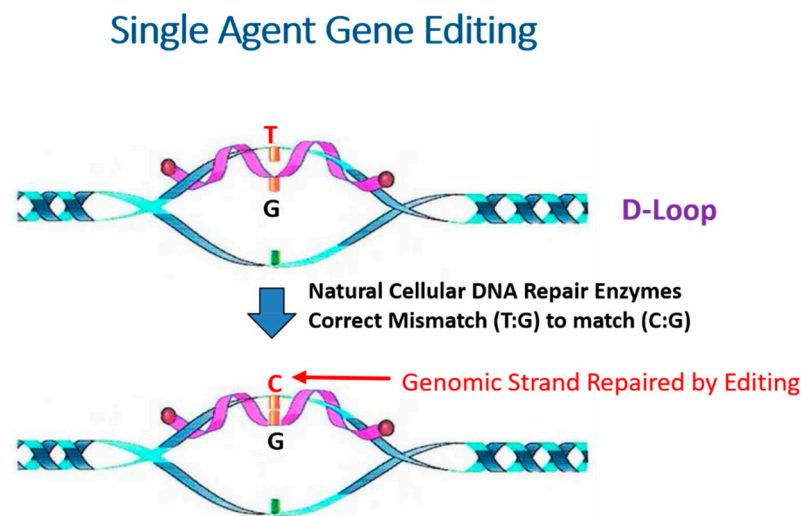 Single Agent Gene Editing
T
G
D-Loop
Natural Cellular DNA Repair Enzymes
Correct Mismatch (T:G) to match (C:G)
C
Genomic Strand Repaired by Editing
G